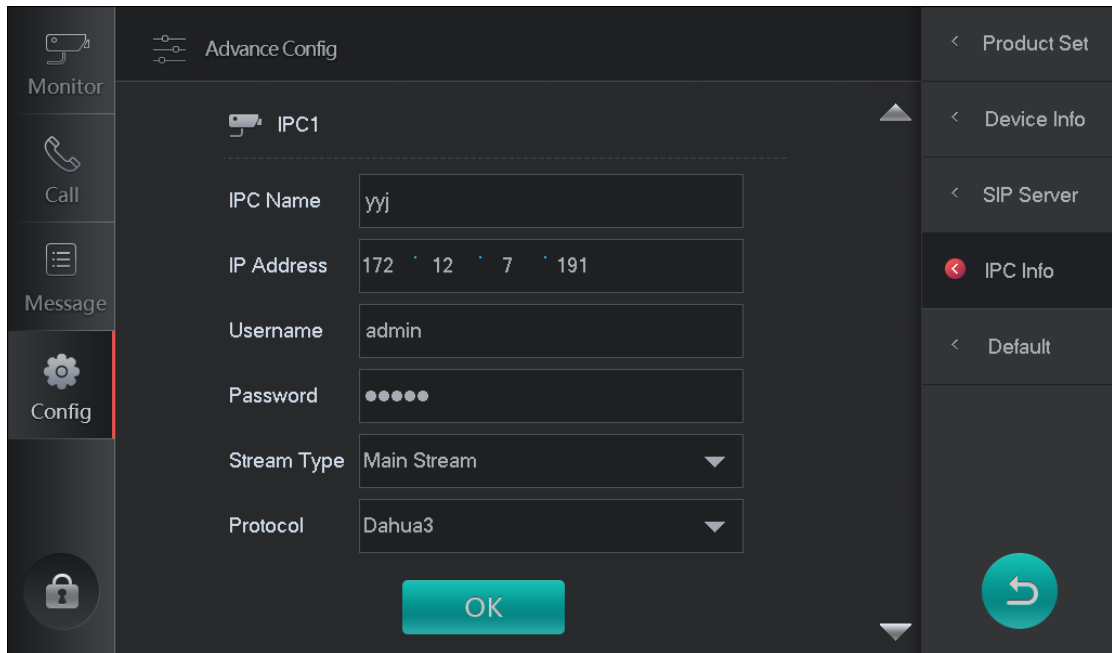 Monitor
Call
Message
Config
Advance Config
IPC1
IPC Name yyj
IP Address 172 . 12 . 7 . 191
Username admin
Password ●●●●●
Stream Type Main Stream
Protocol Dahua3
OK
Product Set
Device Info
SIP Server
IPC Info
Default